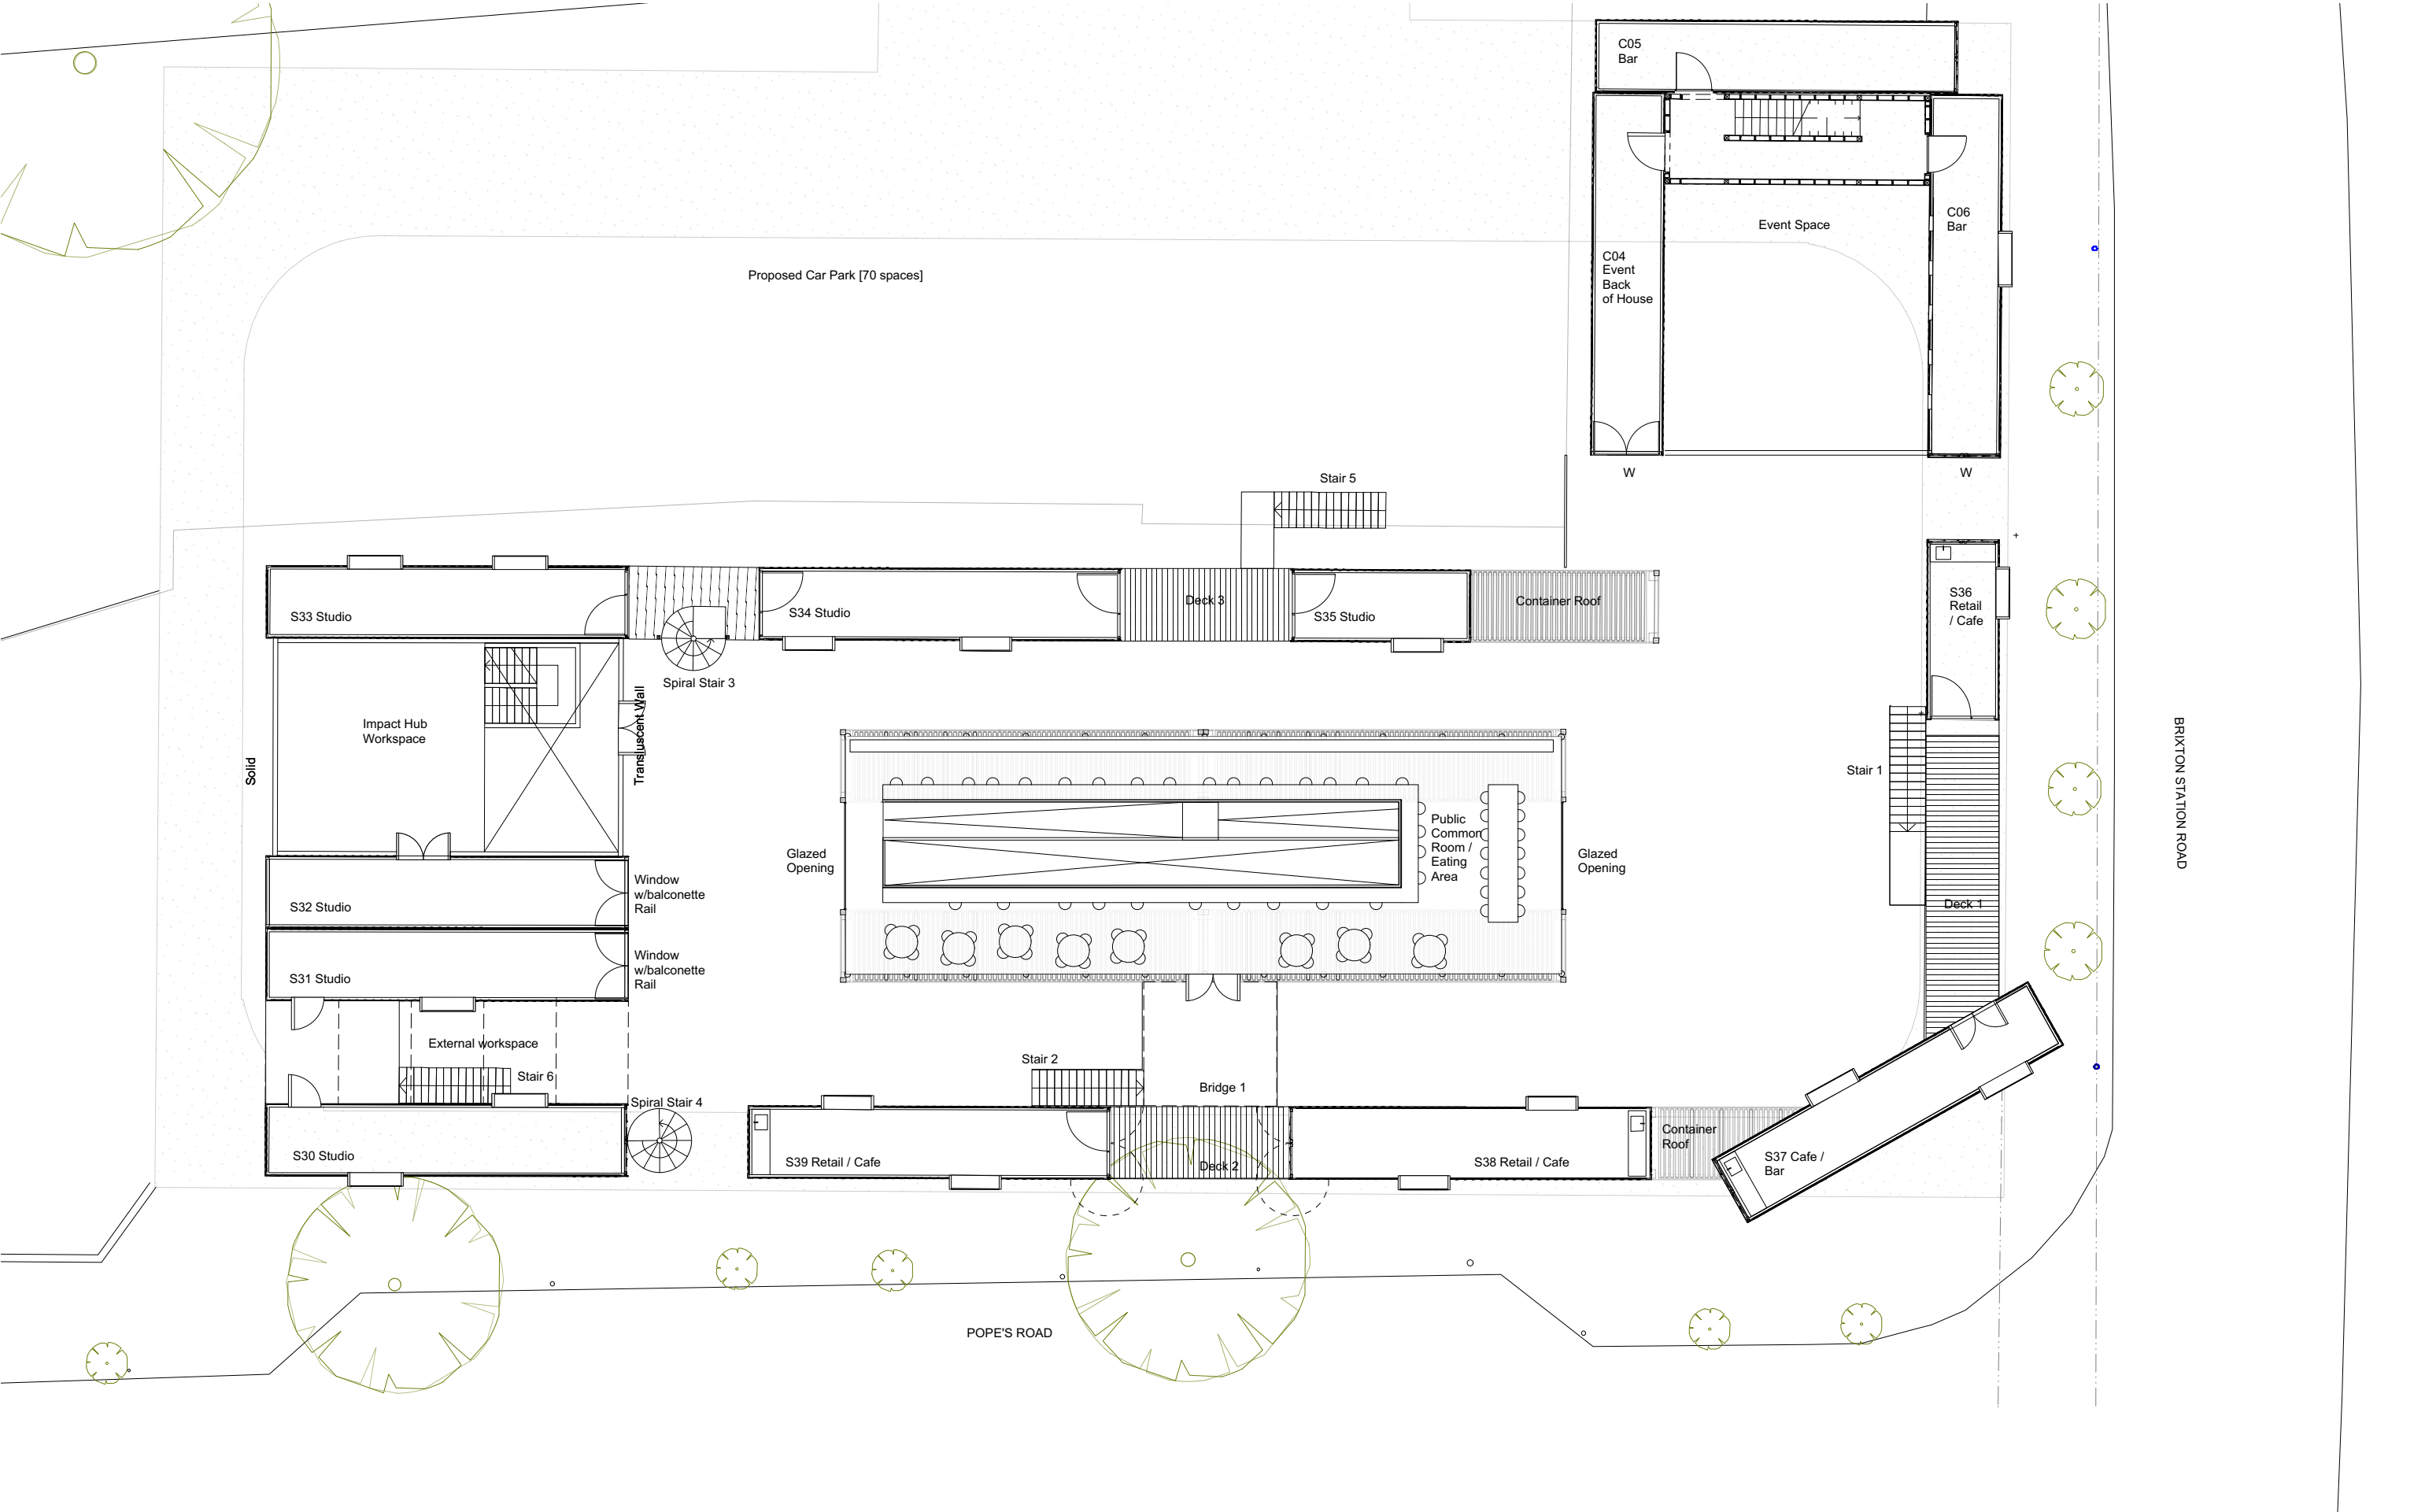 C05
Bar
Event Space
C06
Bar
C04
Event
Back
of House
Proposed Car Park [70 spaces]
W
W
Stair 5
S33 Studio
S34 Studio
Deck 3
S35 Studio
Container Roof
S36
Retail
/ Cafe
Spiral Stair 3
Impact Hub
Workspace
Solid
Transluscent Wall
Stair 1
BRIXTON STATION ROAD
Glazed
Opening
Public
Common
Room /
Eating
Area
Glazed
Opening
Window
w/balconette
Rail
S32 Studio
Deck 1
Window
w/balconette
Rail
S31 Studio
External workspace
Stair 6
Stair 2
Bridge 1
Spiral Stair 4
S30 Studio
S39 Retail / Cafe
Deck 2
S38 Retail / Cafe
Container
Roof
S37 Cafe /
Bar
POPE'S ROAD